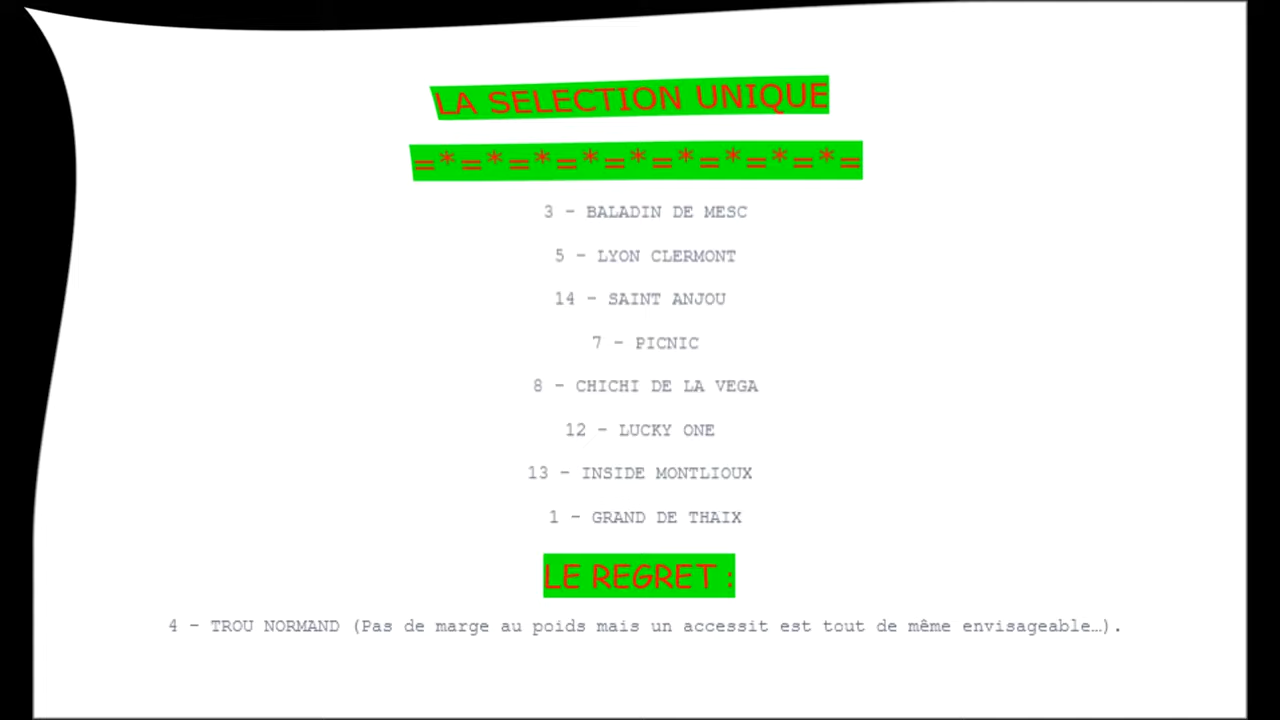 LA SELECTION UNIQUE
=*=*=*=*=*=*=*=*=*=
3 - BALADIN DE MESC
5 - LYON CLERMONT
14 - SAINT ANJOU
7 - PICNIC
8 - CHICHI DE LA VEGA
12 - LUCKY ONE
13 - INSIDE MONTLIOUX
1 - GRAND DE THAIX
LE REGRET :
4 - TROU NORMAND (Pas de marge au poids mais un accessit est tout de même envisageable…).